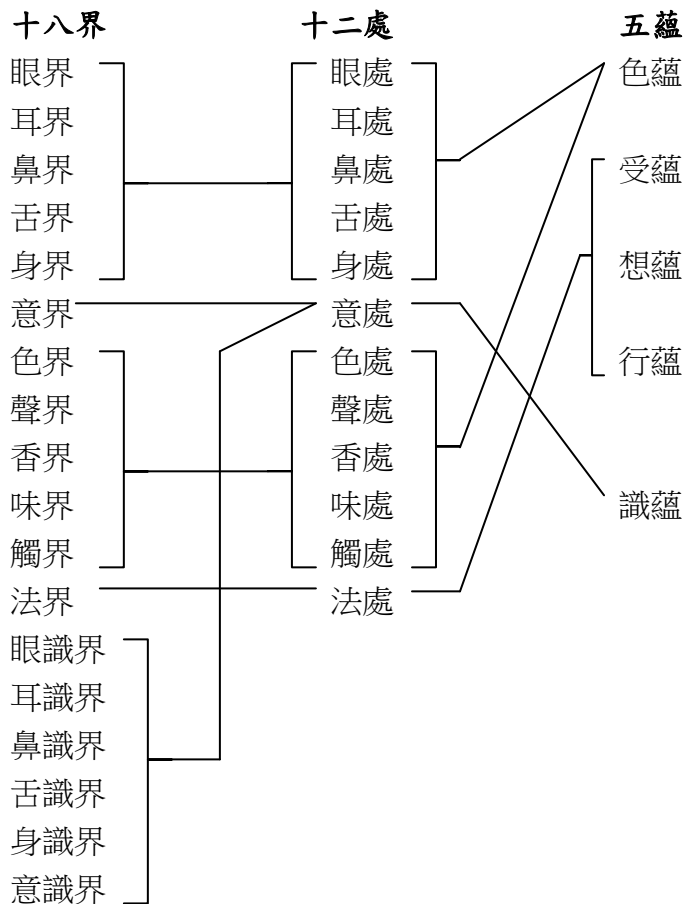 十八界 十二處 五蘊
眼界 眼處 色蘊
耳界 耳處
鼻界 鼻處 受蘊
舌界 舌處
身界 身處 想蘊
意界 意處
色界 色處 行蘊
聲界 聲處
香界 香處
味界 味處 識蘊
觸界 觸處
法界 法處
眼識界
耳識界
鼻識界
舌識界
身識界
意識界